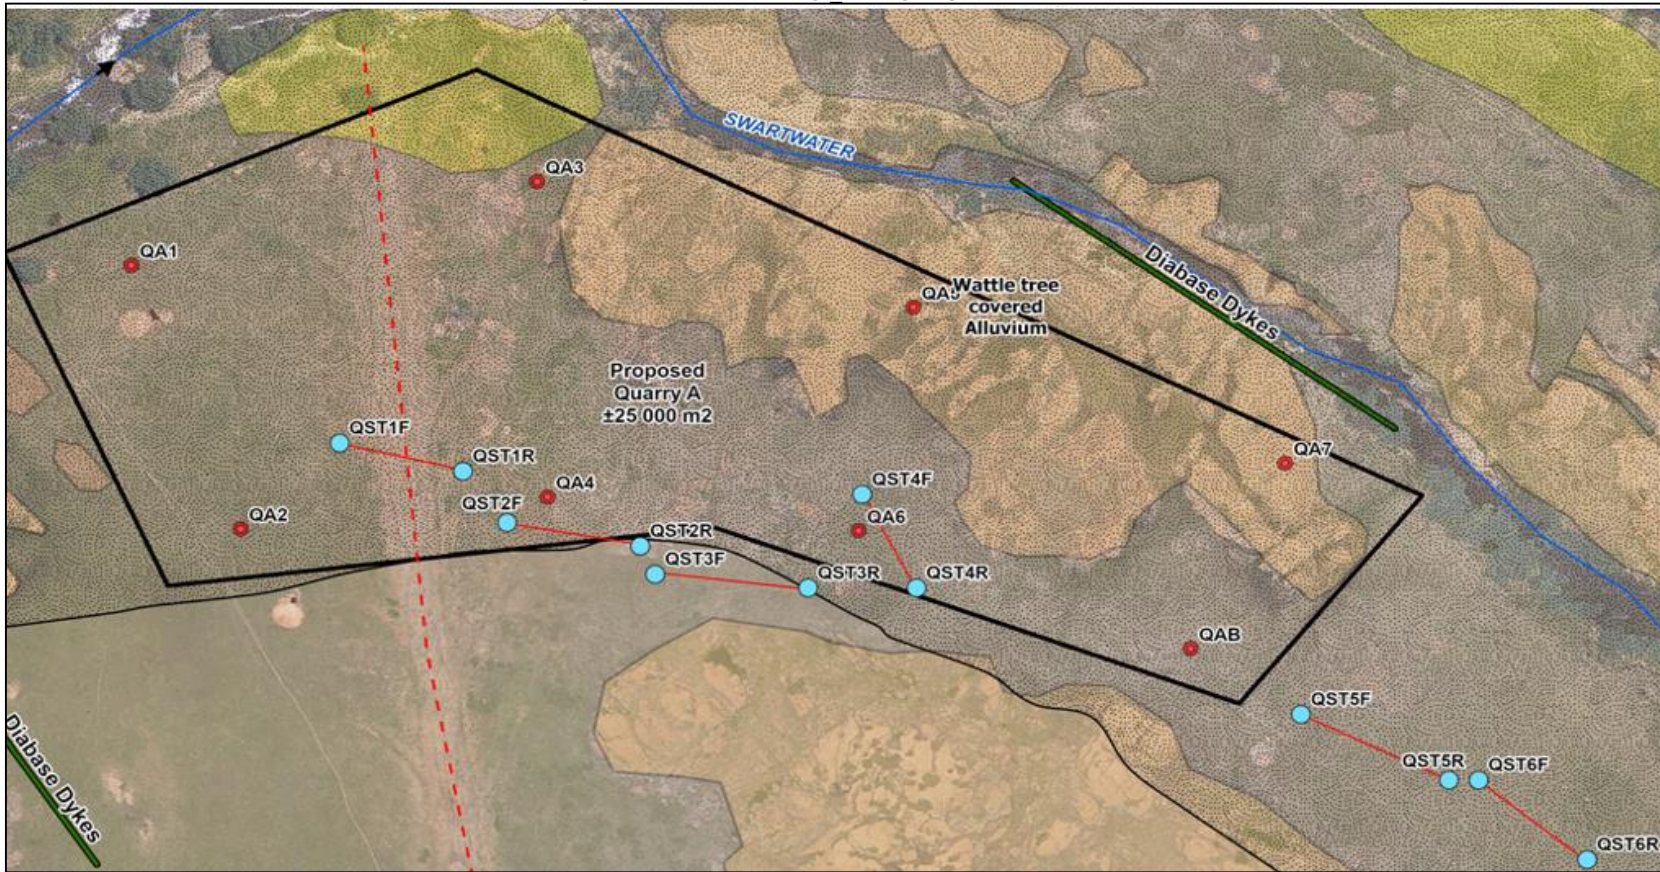 SWARTWATER
QA3
QA1
Diabase Dykes
QA5
Wattle tree
covered
Alluvium
Proposed
Quarry A
±25 000 m2
QST1F
QST1R
QA7
QA4
QST4F
QST2F
QA2
QA6
QST2R
QST3F
QST3R
QST4R
QAB
QST5F
Diabase Dykes
QST5R
QST6F
QST6R